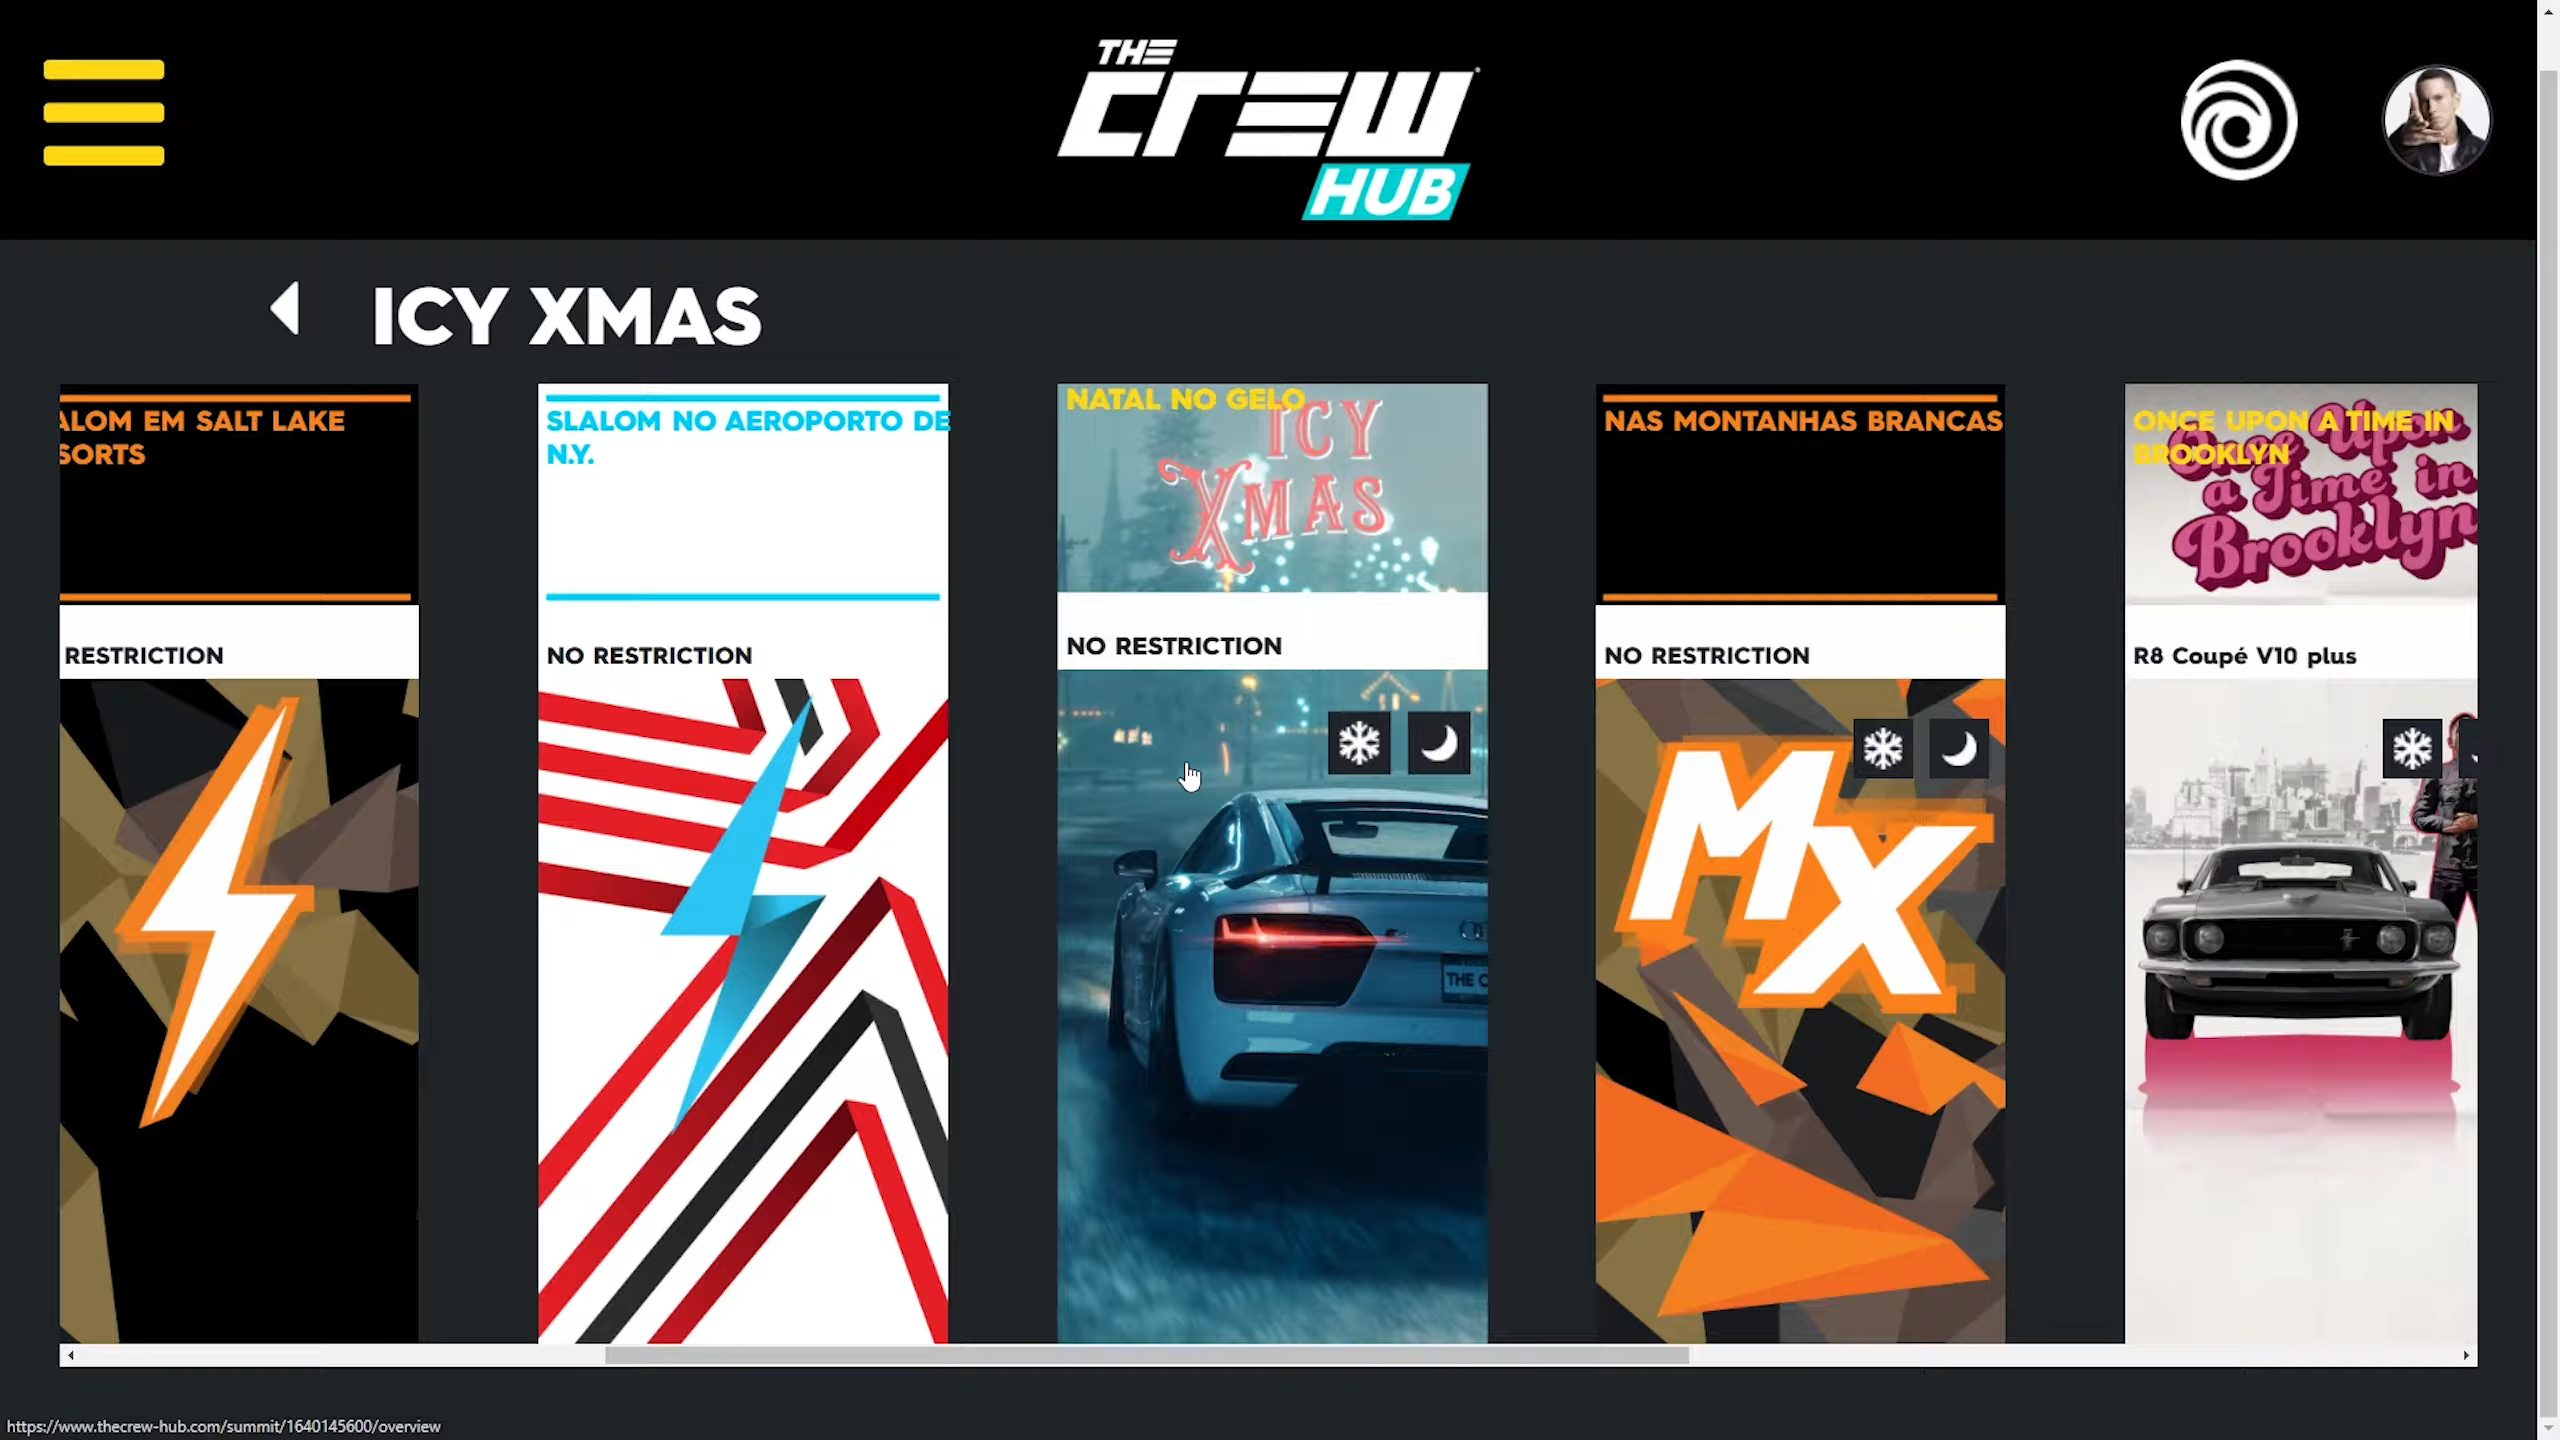 THE
CREW
HUB
ICY XMAS
ALOM EM SALT LAKE
SORTS
RESTRICTION
SLALOM NO AEROPORTO DE
N.Y.
NO RESTRICTION
NATAL NO GELO
ICY
XMAS
NO RESTRICTION
THE C
NAS MONTANHAS BRANCAS
NO RESTRICTION
MX
ONCE UPON A TIME IN
BROOKLYN
Once Upon
a Time in
Brooklyn
R8 Coupé V10 plus
https://www.thecrew-hub.com/summit/1640145600/overview